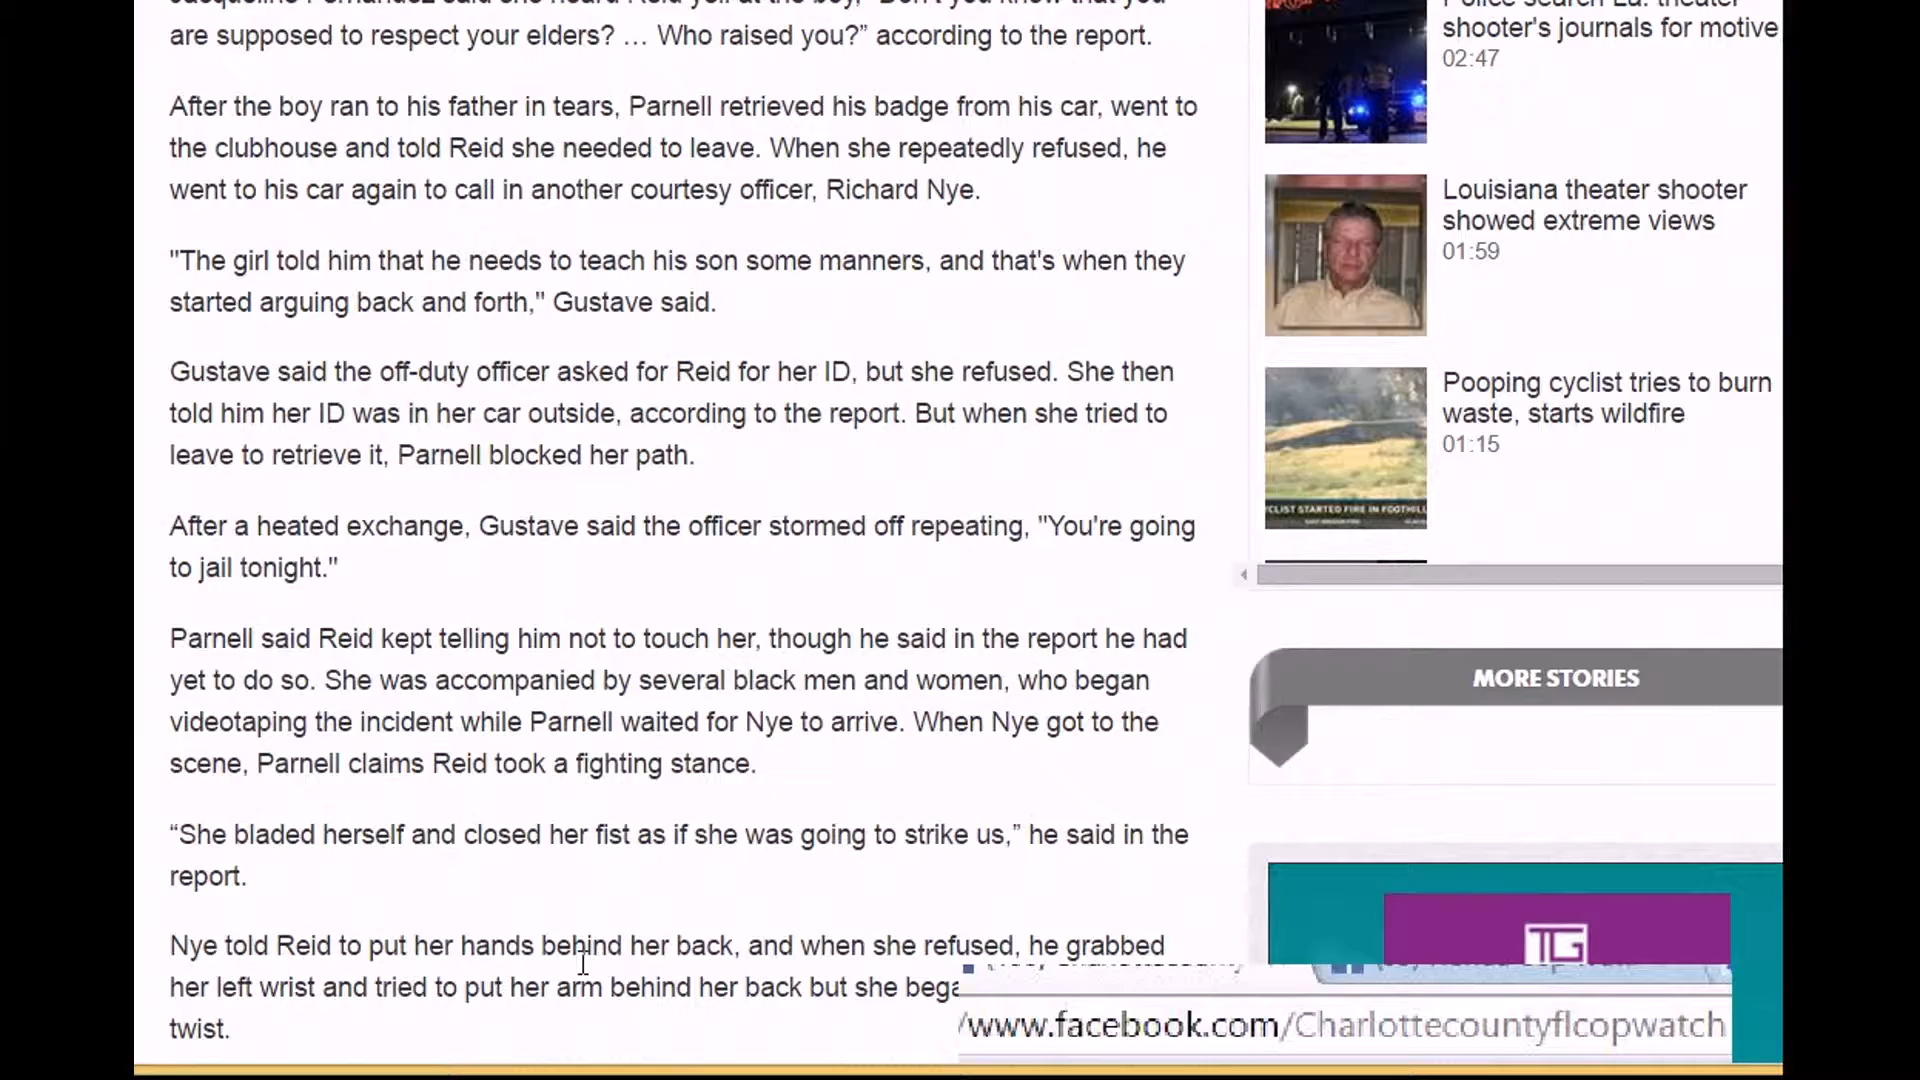 are supposed to respect your elders? … Who raised you?” according to the report.
After the boy ran to his father in tears, Parnell retrieved his badge from his car, went to
the clubhouse and told Reid she needed to leave. When she repeatedly refused, he
went to his car again to call in another courtesy officer, Richard Nye.
"The girl told him that he needs to teach his son some manners, and that's when they
started arguing back and forth," Gustave said.
Gustave said the off-duty officer asked for Reid for her ID, but she refused. She then
told him her ID was in her car outside, according to the report. But when she tried to
leave to retrieve it, Parnell blocked her path.
After a heated exchange, Gustave said the officer stormed off repeating, "You're going
to jail tonight."
Parnell said Reid kept telling him not to touch her, though he said in the report he had
yet to do so. She was accompanied by several black men and women, who began
videotaping the incident while Parnell waited for Nye to arrive. When Nye got to the
scene, Parnell claims Reid took a fighting stance.
“She bladed herself and closed her fist as if she was going to strike us,” he said in the
report.
Nye told Reid to put her hands behind her back, and when she refused, he grabbed
her left wrist and tried to put her arm behind her back but she bega
twist.
shooter's journals for motive
02:47
Louisiana theater shooter
showed extreme views
01:59
Pooping cyclist tries to burn
waste, starts wildfire
01:15
CLIST STARTED FIRE IN FOOTHILL
MORE STORIES
TG
/www.facebook.com/Charlottecountyflcopwatch